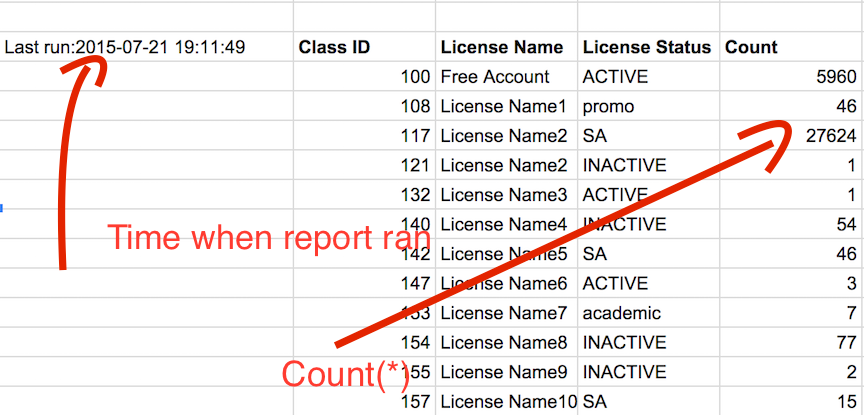 Last run:2015-07-21 19:11:49 Class ID License Name License Status Count
100 Free Account ACTIVE 5960
108 License Name1 promo 46
117 License Name2 SA 27624
121 License Name2 INACTIVE 1
132 License Name3 ACTIVE 1
Time when report ran
140 License Name4 INACTIVE 54
142 License Name5 SA 46
147 License Name6 ACTIVE 3
153 License Name7 academic 7
154 License Name8 INACTIVE 77
Count(*)
155 License Name9 INACTIVE 2
157 License Name10 SA 15